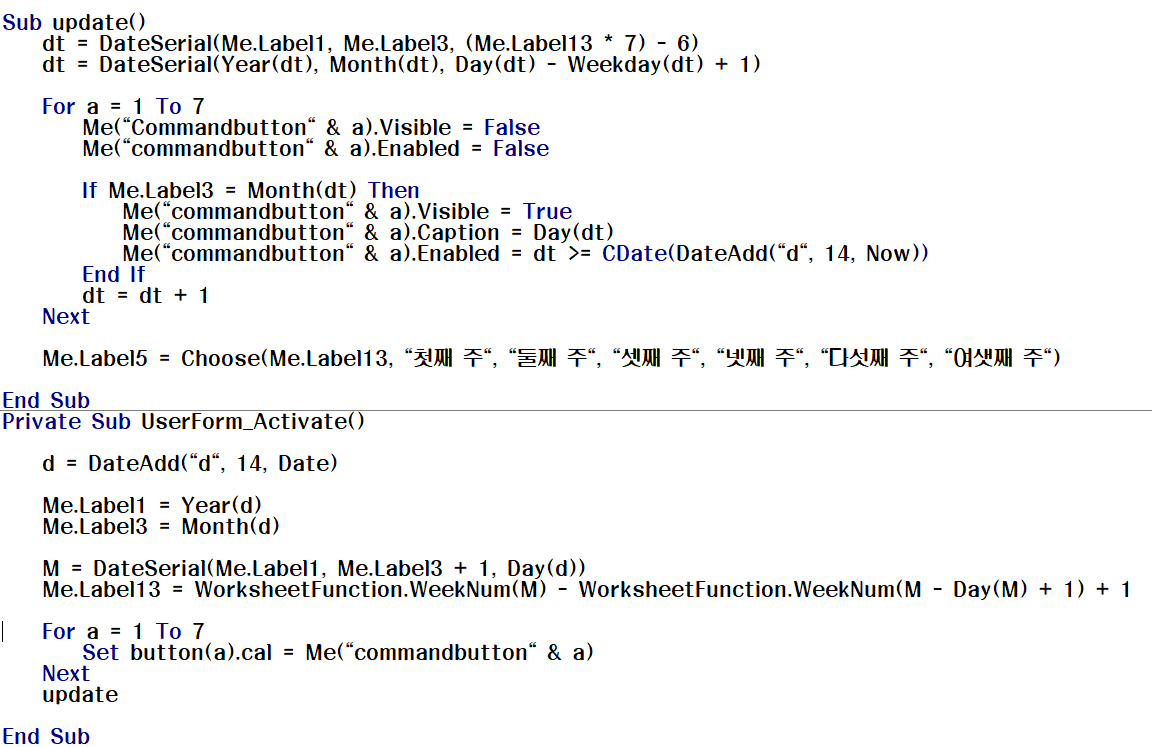 Sub update()
    dt = DateSerial(Me.Label1, Me.Label3, (Me.Label13 * 7) - 6)
    dt = DateSerial(Year(dt), Month(dt), Day(dt) - Weekday(dt) + 1)
    For a = 1 To 7
        Me("Commandbutton" & a).Visible = False
        Me("commandbutton" & a).Enabled = False
        If Me.Label3 = Month(dt) Then
            Me("commandbutton" & a).Visible = True
            Me("commandbutton" & a).Caption = Day(dt)
            Me("commandbutton" & a).Enabled = dt >= CDate(DateAdd("d", 14, Now))
        End If
        dt = dt + 1
    Next
    Me.Label5 = Choose(Me.Label13, "첫째 주", "둘째 주", "셋째 주", "넷째 주", "다섯째 주", "여섯째 주")
End Sub
Private Sub UserForm_Activate()
    d = DateAdd("d", 14, Date)
    Me.Label1 = Year(d)
    Me.Label3 = Month(d)
    M = DateSerial(Me.Label1, Me.Label3 + 1, Day(d))
    Me.Label13 = WorksheetFunction.WeekNum(M) - WorksheetFunction.WeekNum(M - Day(M) + 1) + 1
    For a = 1 To 7
        Set button(a).cal = Me("commandbutton" & a)
    Next
    update
End Sub